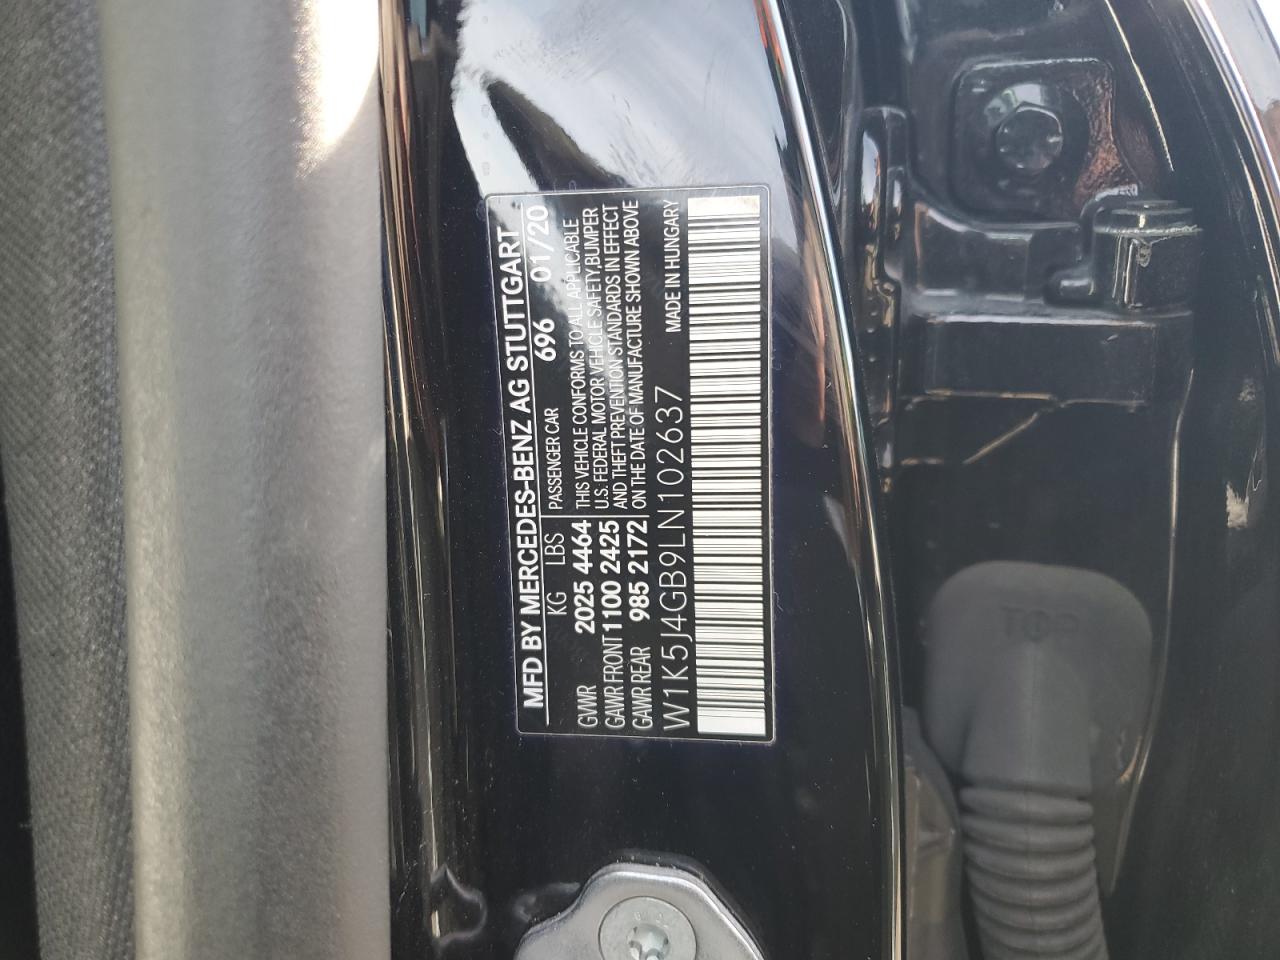 MFD BY MERCEDES-BENZ AG STUTTGART
KG LBS PASSENGER CAR 696 01/20
GVWR 2025 4464 THIS VEHICLE CONFORMS TO ALL APPLICABLE
U.S. FEDERAL MOTOR VEHICLE SAFETY,BUMPER
GAWR FRONT 1100 2425 AND THEFT PREVENTION STANDARDS IN EFFECT
GAWR REAR 985 2172 ON THE DATE OF MANUFACTURE SHOWN ABOVE
W1K5J4GB9LN102637 MADE IN HUNGARY
TOP